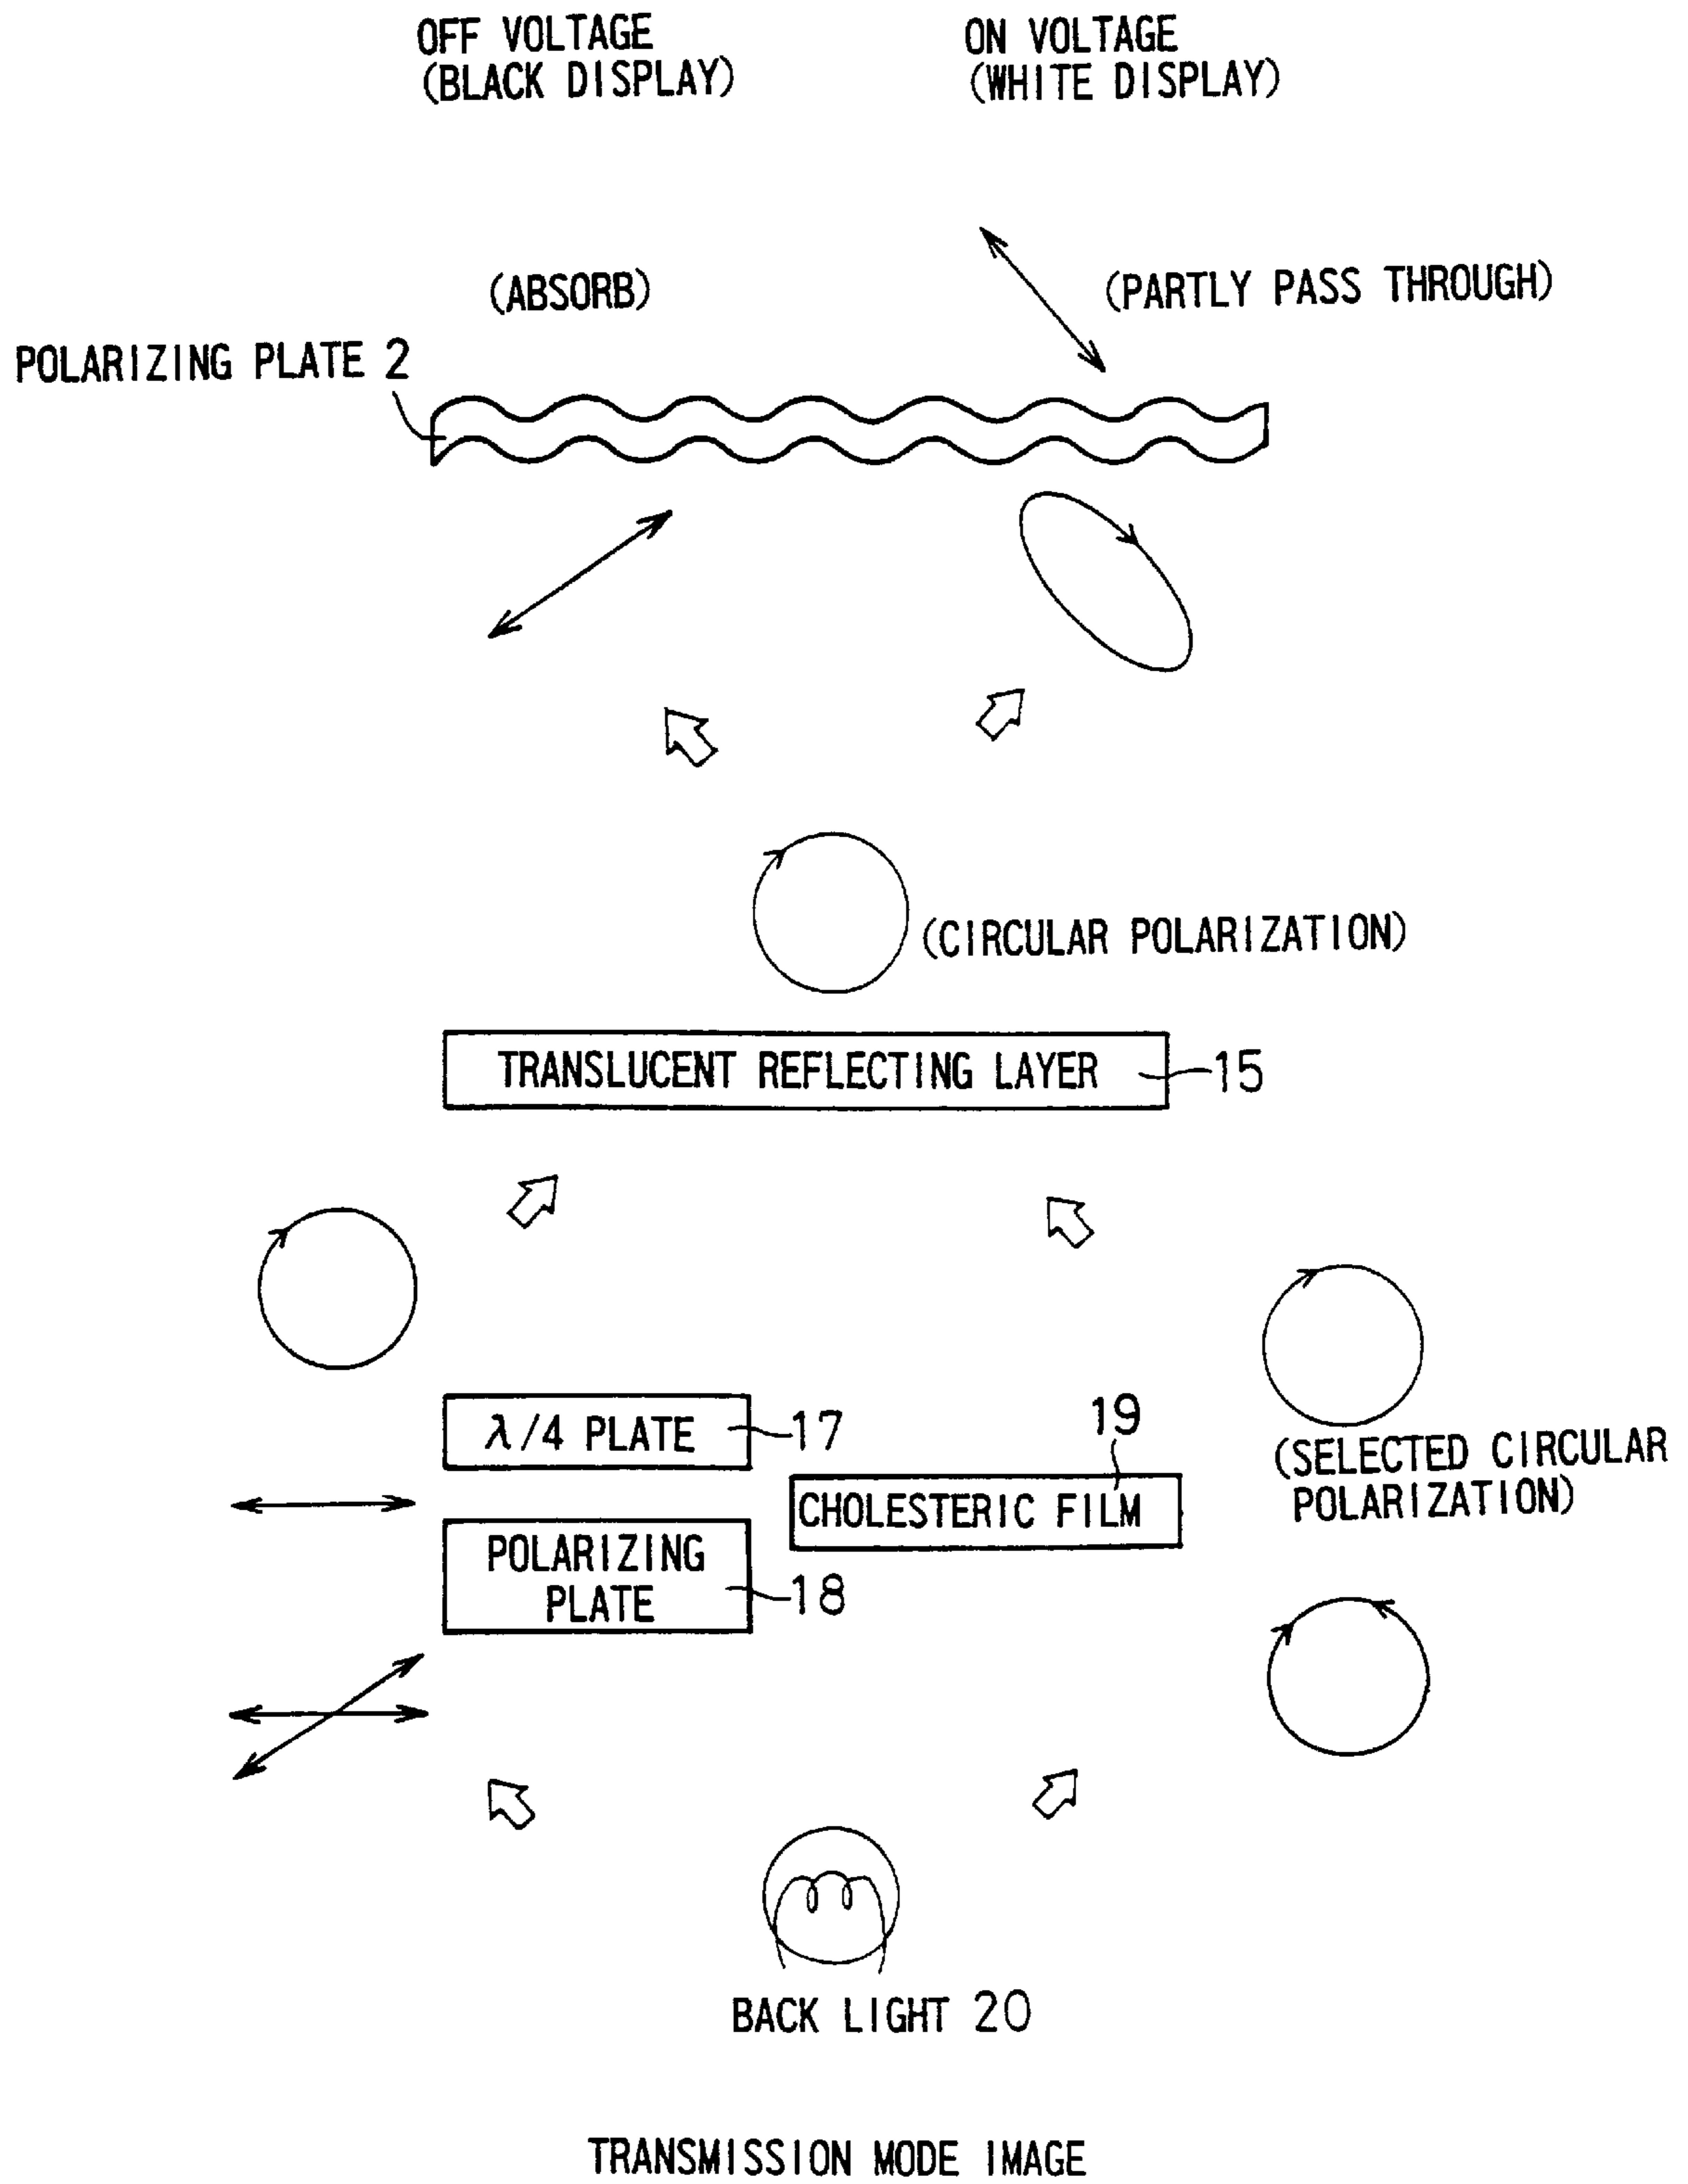 OFF VOLTAGE
(BLACK DISPLAY)
ON VOLTAGE
(WHITE DISPLAY)
(ABSORB)
(PARTLY PASS THROUGH)
POLARIZING PLATE 2
(CIRCULAR POLARIZATION)
TRANSLUCENT REFLECTING LAYER
15
λ/4 PLATE
17
19
CHOLESTERIC FILM
(SELECTED CIRCULAR
POLARIZATION)
POLARIZING
PLATE
18
BACK LIGHT 20
TRANSMISSION MODE IMAGE